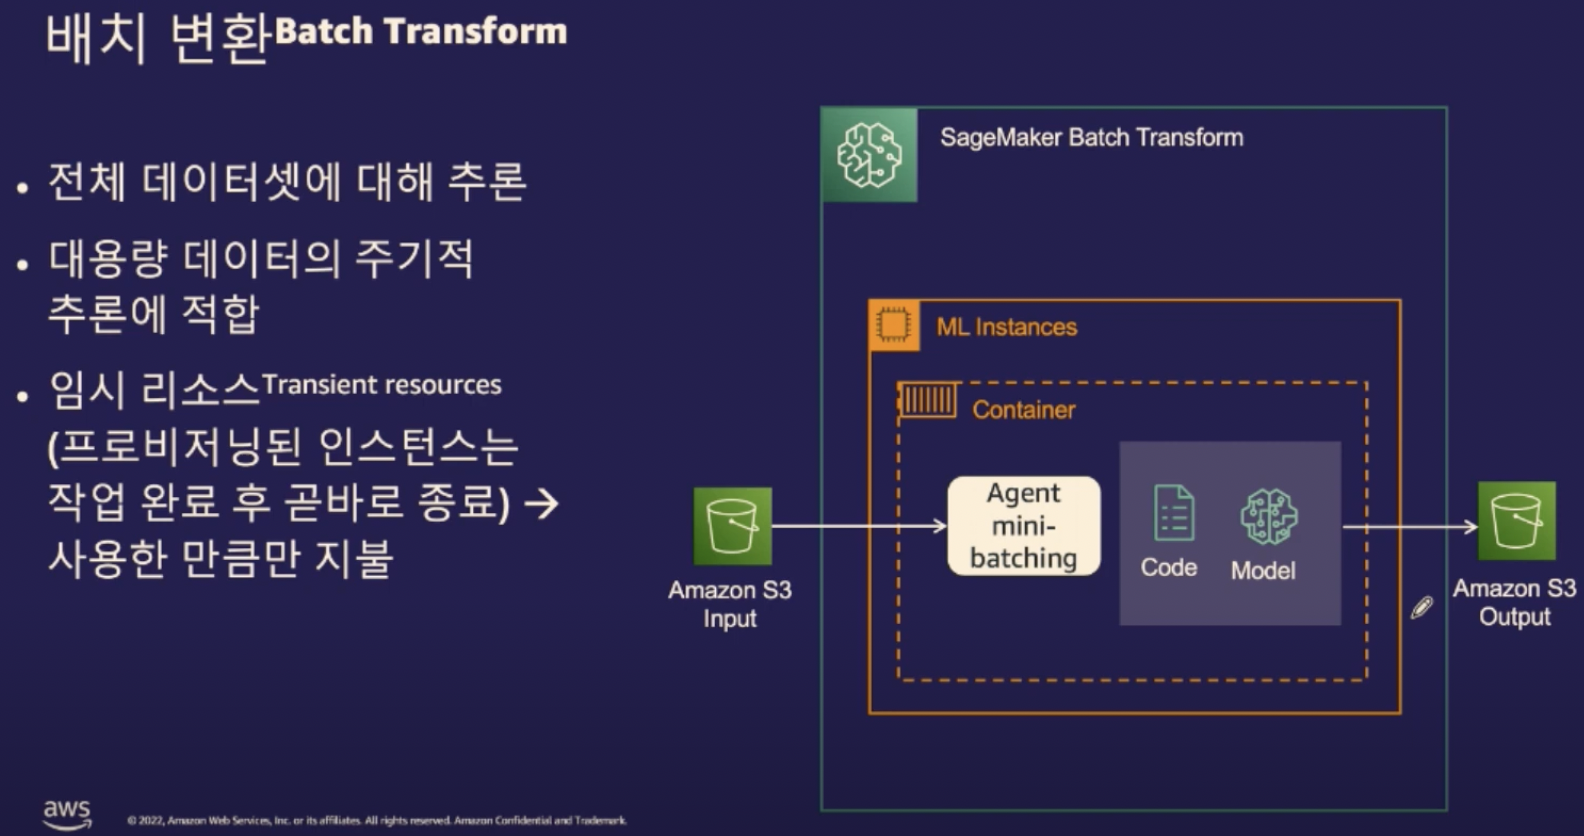 배치 변환Batch Transform
• 전체 데이터셋에 대해 추론
• 대용량 데이터의 주기적
추론에 적합
• 임시 리소스Transient resources
(프로비저닝된 인스턴스는
작업 완료 후 곧바로 종료) →
사용한 만큼만 지불
SageMaker Batch Transform
ML Instances
Container
Agent
mini-
batching
Code
Model
Amazon S3
Input
Amazon S3
Output
aws
© 2022, Amazon Web Services, Inc. or its affiliates. All rights reserved. Amazon Confidential and Trademark.